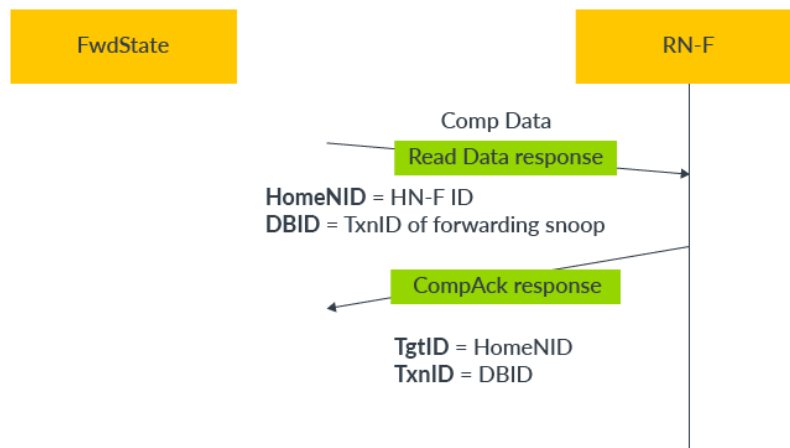 FwdState
RN-F
Comp Data
Read Data response
HomeNID = HN-F ID
DBID = TxnID of forwarding snoop
CompAck response
TgtID = HomeNID
TxnID = DBID